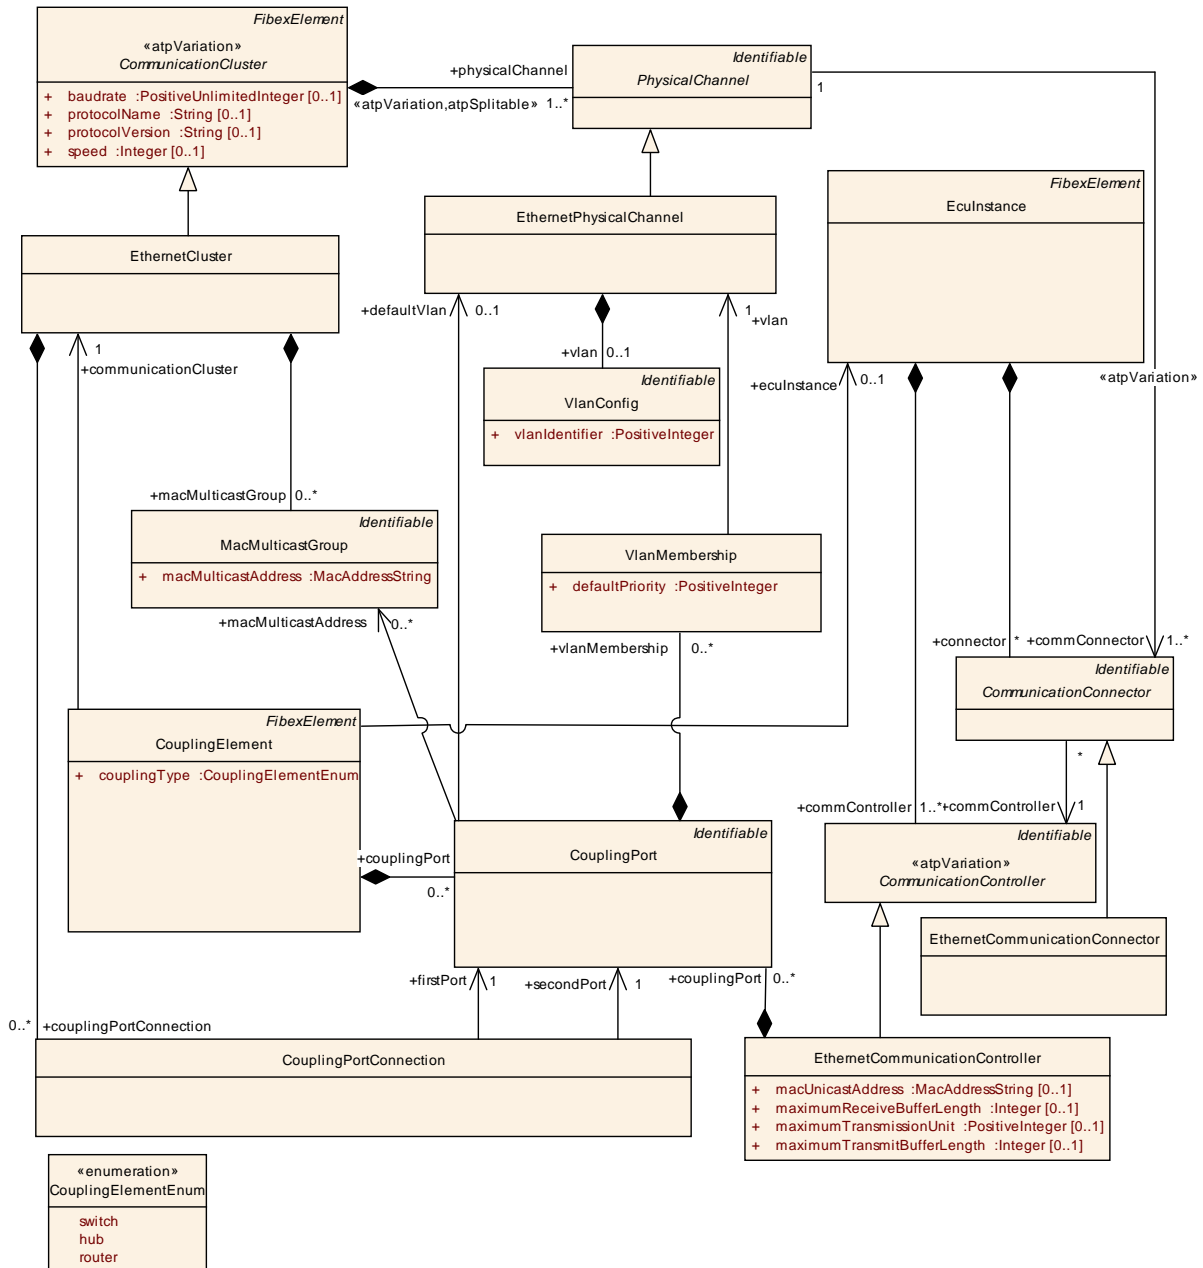 FibexElement
«atpVariation»
CommunicationCluster
+ baudrate :PositiveUnlimitedInteger [0..1]
+ protocolName :String [0..1]
+ protocolVersion :String [0..1]
+ speed :Integer [0..1]
+physicalChannel
«atpVariation,atpSplitable» 1..*
Identifiable
PhysicalChannel
1
EthernetPhysicalChannel
FibexElement
EcuInstance
EthernetCluster
+defaultVlan 0..1
1
+vlan
+vlan 0..1
1
+communicationCluster
Identifiable
VlanConfig
+ vlanIdentifier :PositiveInteger
+ecuInstance 0..1
«atpVariation»
+macMulticastGroup 0..*
Identifiable
MacMulticastGroup
+ macMulticastAddress :MacAddressString
+macMulticastAddress 0..*
VlanMembership
+ defaultPriority :PositiveInteger
+vlanMembership 0..*
+connector *
+commConnector 1..*
Identifiable
CommunicationConnector
*
FibexElement
CouplingElement
+ couplingType :CouplingElementEnum
+commController 1..*
+commController 1
Identifiable
«atpVariation»
CommunicationController
Identifiable
CouplingPort
+couplingPort
0..*
EthernetCommunicationConnector
+firstPort 1
+secondPort 1
+couplingPort 0..*
0..* +couplingPortConnection
CouplingPortConnection
EthernetCommunicationController
+ macUnicastAddress :MacAddressString [0..1]
+ maximumReceiveBufferLength :Integer [0..1]
+ maximumTransmissionUnit :PositiveInteger [0..1]
+ maximumTransmitBufferLength :Integer [0..1]
«enumeration»
CouplingElementEnum
switch
hub
router